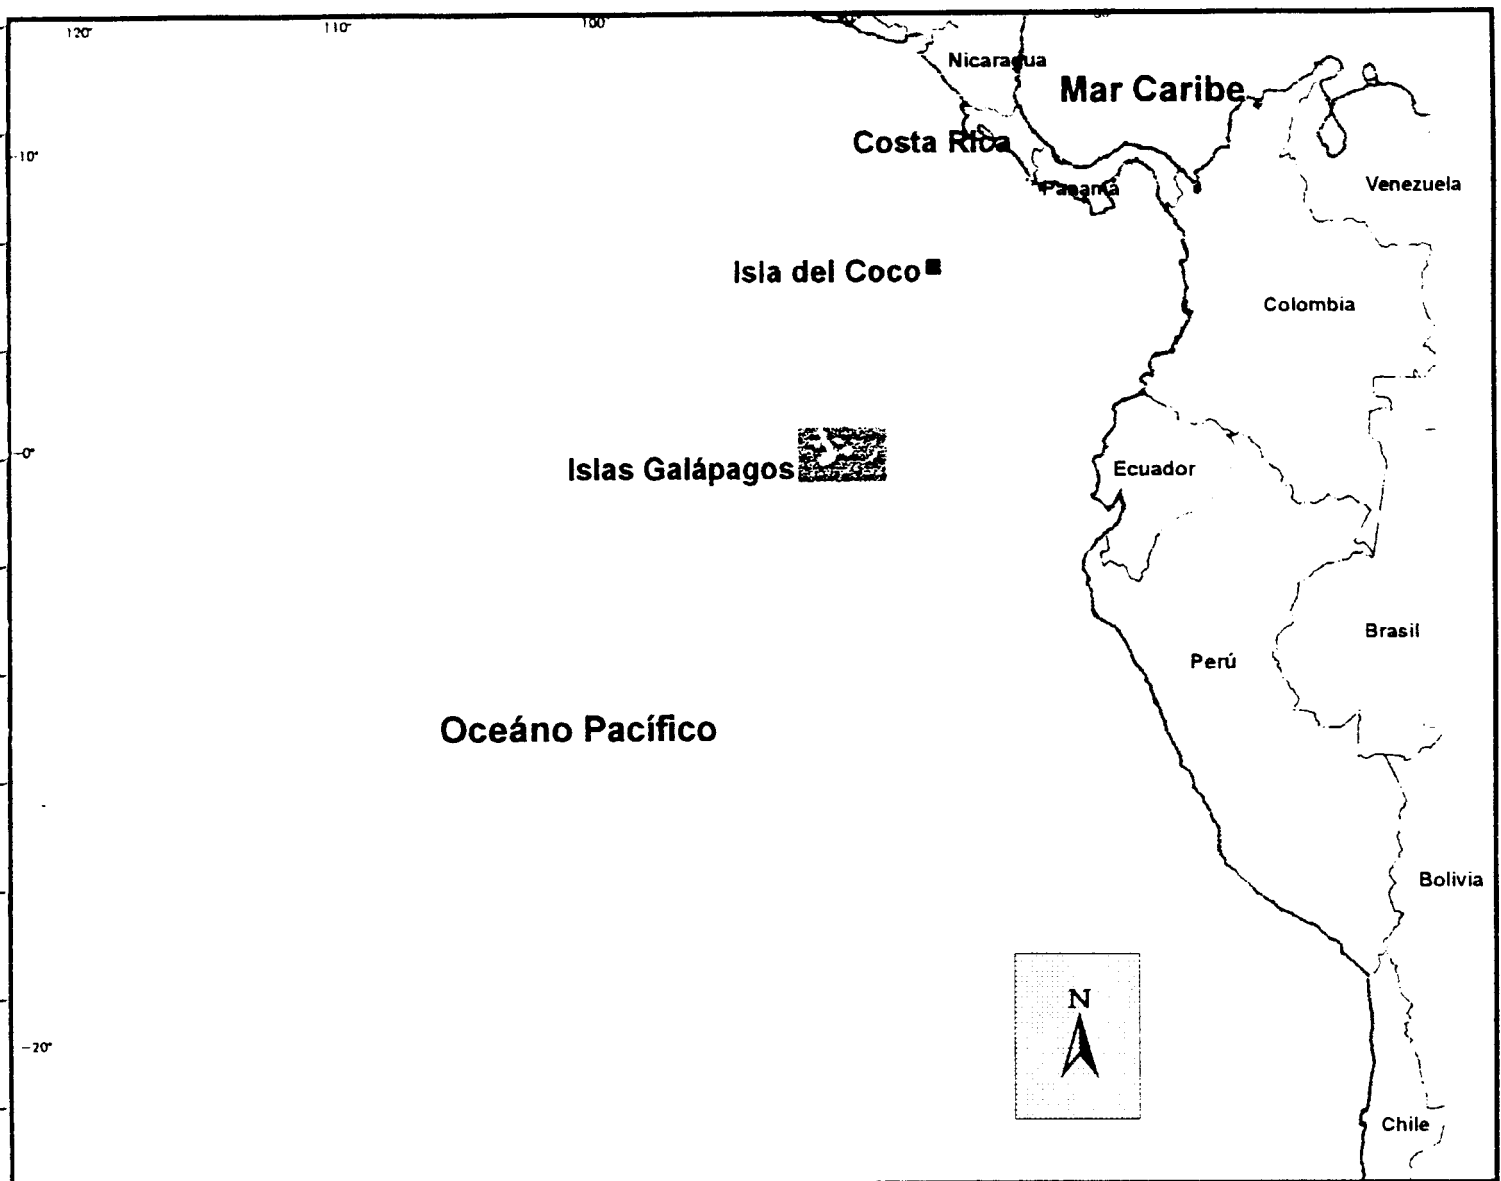 120°
110°
100°
Nicaragua
Mar Caribe
10°
Costa Rica
Panamá
Venezuela
Isla del Coco
Colombia
0°
Islas Galápagos
Ecuador
Brasil
Perú
Oceáno Pacífico
Bolivia
N
-20°
Chile